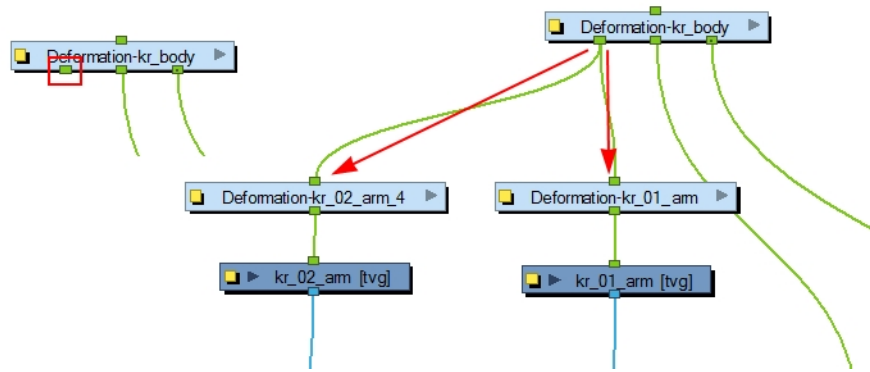 Deformation-kr_body
Deformation-kr_body
Deformation-kr_02_arm_4
Deformation-kr_01_arm
kr_02_arm [tvg]
kr_01_arm [tvg]